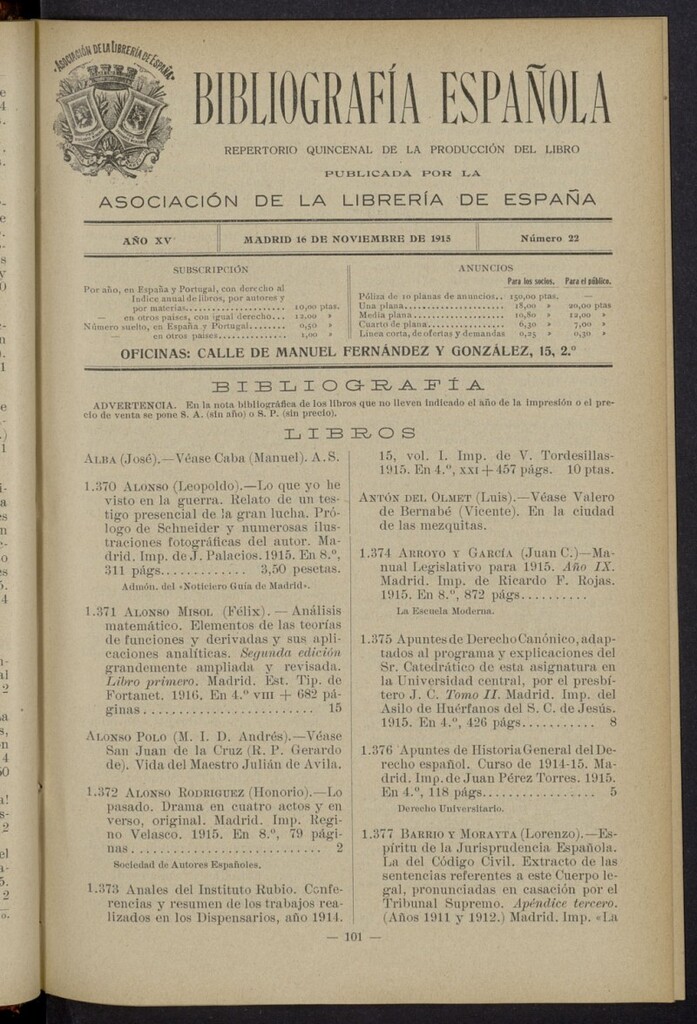 ASOCIACIÓN DE LA LIBRERÍA DE ESPAÑA
BIBLIOGRAFÍA ESPAÑOLA
REPERTORIO QUINCENAL DE LA PRODUCCIÓN DEL LIBRO
PUBLICADA POR LA
ASOCIACIÓN DE LA LIBRERÍA DE ESPAÑA
AÑO XV MADRID 16 DE NOVIEMBRE DE 1915 Número 22
SUBSCRIPCIÓN
Por año, en España y Portugal, con derecho al
Indice anual de libros, por autores y
por materias...................... 10,00 ptas.
— en otros países, con igual derecho... 12,00 »
Número suelto, en España y Portugal....... 0,50 »
— en otros países................ 1,00 »
ANUNCIOS
Para los socios. Para el público.
Póliza de 10 planas de anuncios.. 150,00 ptas. —
Una plana..................... 18,00 » 20,00 ptas
Media plana................... 10,80 » 12,00 »
Cuarto de plana................ 6,30 » 7,00 »
Línea corta, de ofertas y demandas 0,25 » 0,30 »
OFICINAS: CALLE DE MANUEL FERNÁNDEZ Y GONZÁLEZ, 15, 2.º
BIBLIOGRAFÍA
ADVERTENCIA. En la nota bibliográfica de los libros que no lleven indicado el año de la impresión o el pre-
cio de venta se pone S. A. (sin año) o S. P. (sin precio).
LIBROS
ALBA (José).—Véase Caba (Manuel). A. S.
1.370 ALONSO (Leopoldo).—Lo que yo he
visto en la guerra. Relato de un tes-
tigo presencial de la gran lucha. Pró-
logo de Schneider y numerosas ilus-
traciones fotográficas del autor. Ma-
drid. Imp. de J. Palacios. 1915. En 8.º,
311 págs............. 3,50 pesetas.
Admón. del «Noticiero Guía de Madrid».
1.371 ALONSO MISOL (Félix). — Análisis
matemático. Elementos de las teorías
de funciones y derivadas y sus apli-
caciones analíticas. Segunda edición
grandemente ampliada y revisada.
Libro primero. Madrid. Est. Tip. de
Fortanet. 1916. En 4.º VIII + 682 pá-
ginas ........................ 15
ALONSO POLO (M. I. D. Andrés).—Véase
San Juan de la Cruz (R. P. Gerardo
de). Vida del Maestro Julián de Avila.
1.372 ALONSO RODRIGUEZ (Honorio).—Lo
pasado. Drama en cuatro actos y en
verso, original. Madrid. Imp. Regi-
no Velasco. 1915. En 8.º, 79 pági-
nas .......................... 2
Sociedad de Autores Españoles.
1.373 Anales del Instituto Rubio. Confe-
rencias y resumen de los trabajos rea-
lizados en los Dispensarios, año 1914.
15, vol. I. Imp. de V. Tordesillas-
1915. En 4.º, XXI + 457 págs. 10 ptas.
ANTÓN DEL OLMET (Luis).—Véase Valero
de Bernabé (Vicente). En la ciudad
de las mezquitas.
1.374 ARROYO Y GARCÍA (Juan C.)—Ma-
nual Legislativo para 1915. Año IX.
Madrid. Imp. de Ricardo F. Rojas.
1915. En 8.º, 872 págs..........
La Escuela Moderna.
1.375 Apuntes de Derecho Canónico, adap-
tados al programa y explicaciones del
Sr. Catedrático de esta asignatura en
la Universidad central, por el presbí-
tero J. C. Tomo II. Madrid. Imp. del
Asilo de Huérfanos del S. C. de Jesús.
1915. En 4.º, 426 págs........... 8
1.376 Apuntes de Historia General del De-
recho español. Curso de 1914-15. Ma-
drid. Imp. de Juan Pérez Torres. 1915.
En 4.º, 118 págs................. 5
Derecho Universitario.
1.377 BARRIO Y MORAYTA (Lorenzo).—Es-
píritu de la Jurisprudencia Española.
La del Código Civil. Extracto de las
sentencias referentes a este Cuerpo le-
gal, pronunciadas en casación por el
Tribunal Supremo. Apéndice tercero.
(Años 1911 y 1912.) Madrid. Imp. «La
— 101 —